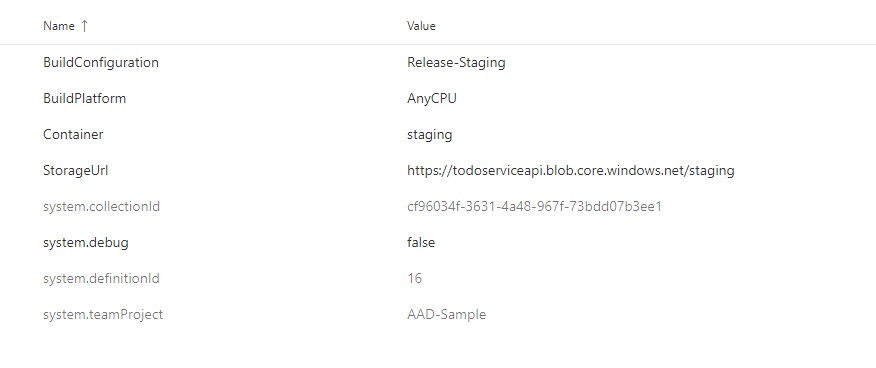 Name ↑ Value
BuildConfiguration Release-Staging
BuildPlatform AnyCPU
Container staging
StorageUrl https://todoserviceapi.blob.core.windows.net/staging
system.collectionId cf96034f-3631-4a48-967f-73bdd07b3ee1
system.debug false
system.definitionId 16
system.teamProject AAD-Sample